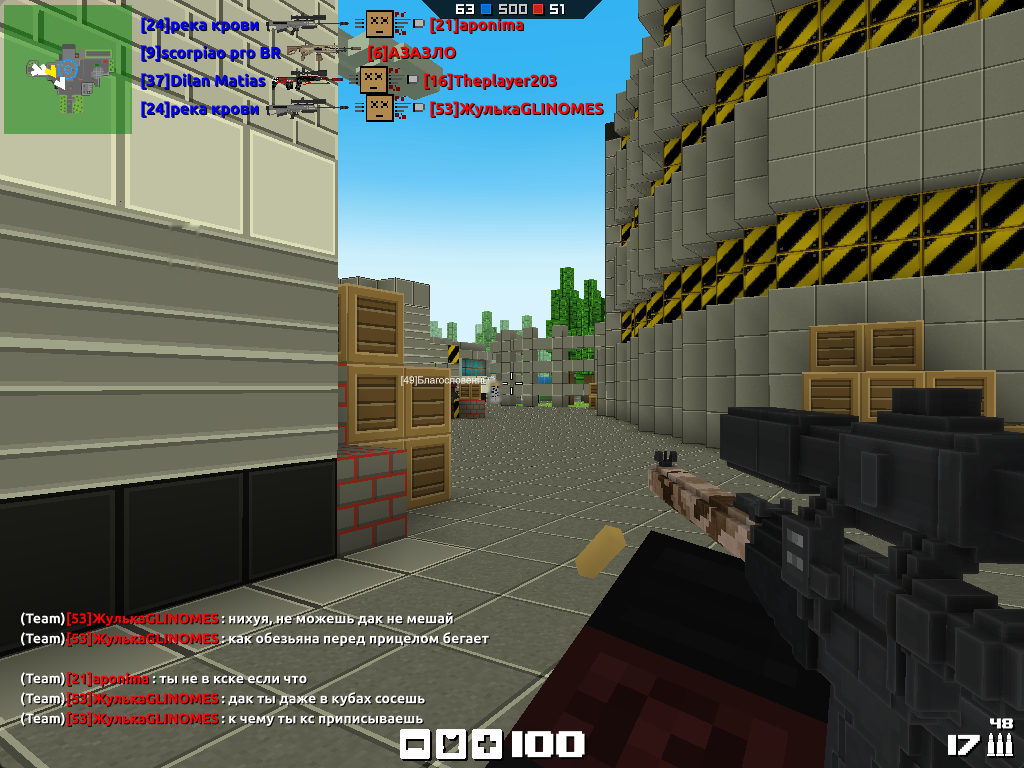 63 500 51
[24]река крови [21]aponima
[9]scorpiao pro BR [6]АЗАЗЛО
[37]Dilan Matias [16]Theplayer203
[24]река крови [53]ЖулькаGLINOMES
(Team)[53]ЖулькаGLINOMES: нихуя, не можешь дак не мешай
(Team)[53]ЖулькаGLINOMES: как обезьяна перед прицелом бегает
(Team)[21]aponima: ты не в кске если что
(Team)[53]ЖулькаGLINOMES: дак ты даже в кубах сосешь
(Team)[53]ЖулькаGLINOMES: к чему ты кс приписываешь
100
48
17